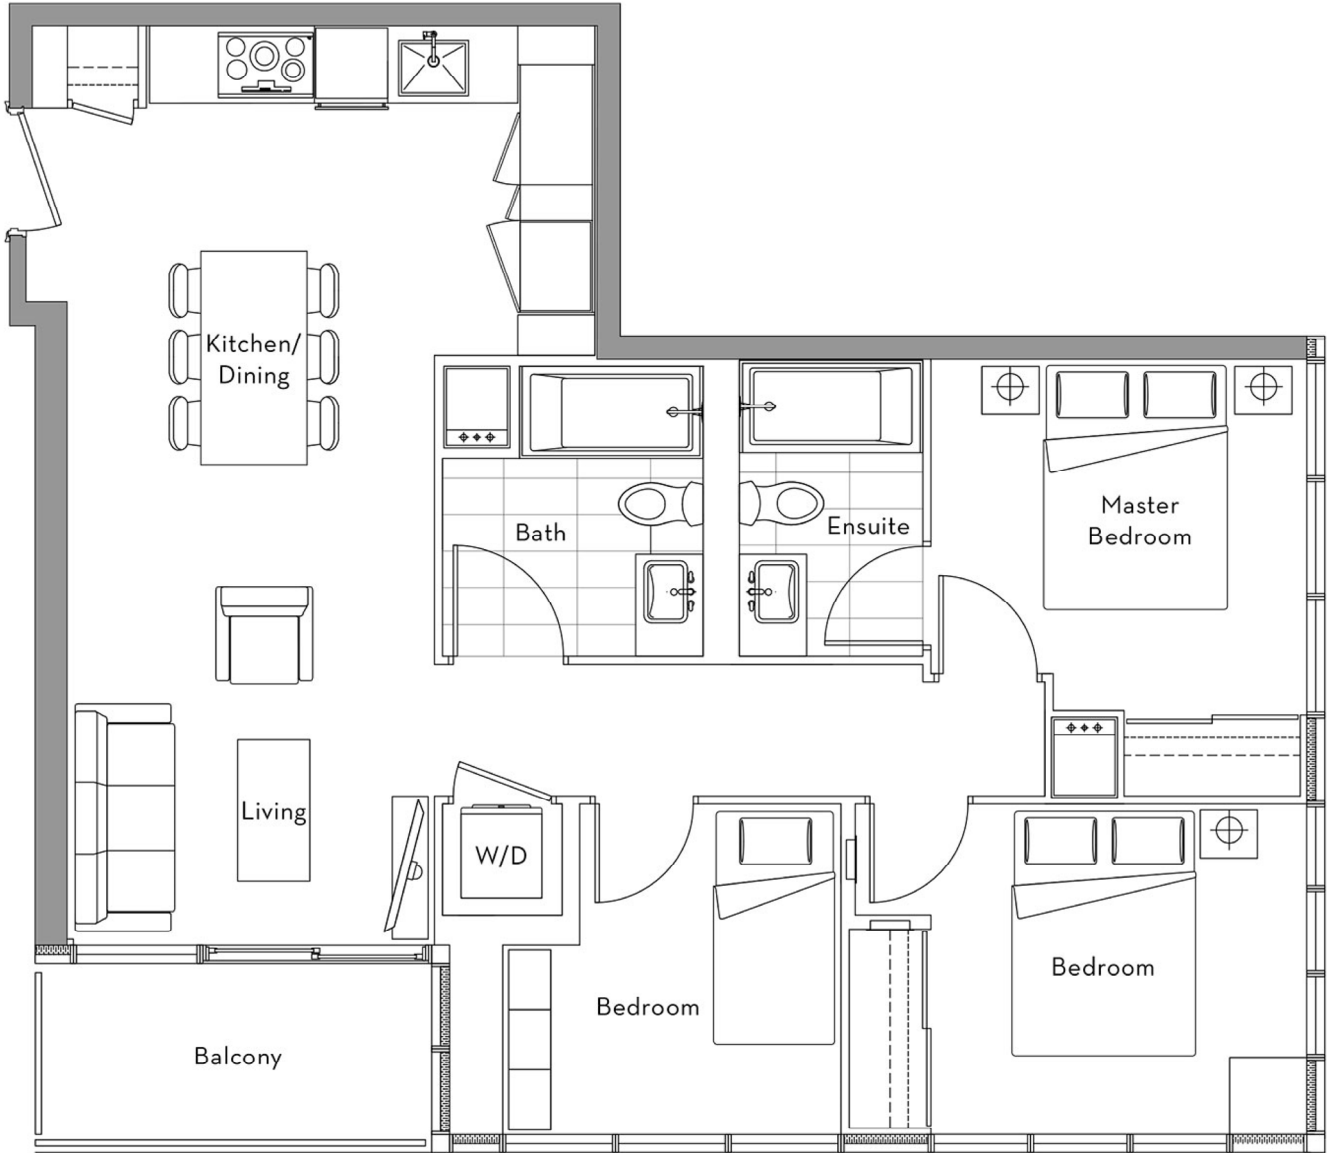 Kitchen/
Dining
Bath
Ensuite
Master
Bedroom
Living
W/D
Bedroom
Bedroom
Balcony